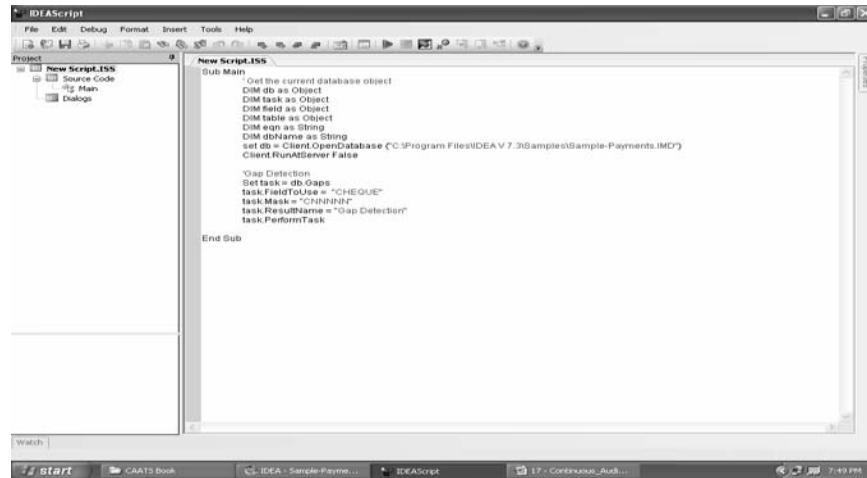 IDEAScript
File Edit Debug Format Insert Tools Help
Project
New Script.ISS
Source Code
Main
Dialogs
New Script.ISS
Sub Main
'Get the current database object
DIM db as Object
DIM task as Object
DIM field as Object
DIM table as Object
DIM eqn as String
DIM dbName as String
set db = Client.OpenDatabase ("C:\Program Files\IDEA V 7.3\Samples\Sample-Payments.IMD")
Client.RunAtServer False
'Gap Detection
Set task = db.Gaps
task.FieldToUse = "CHEQUE"
task.Mask = "CNNNNN"
task.ResultName = "Gap Detection"
task.PerformTask
End Sub
Properties
Watch
start CAATS Book IDEA - Sample-Payme... IDEAScript 17 - Continuous_Audi... 7:49 PM